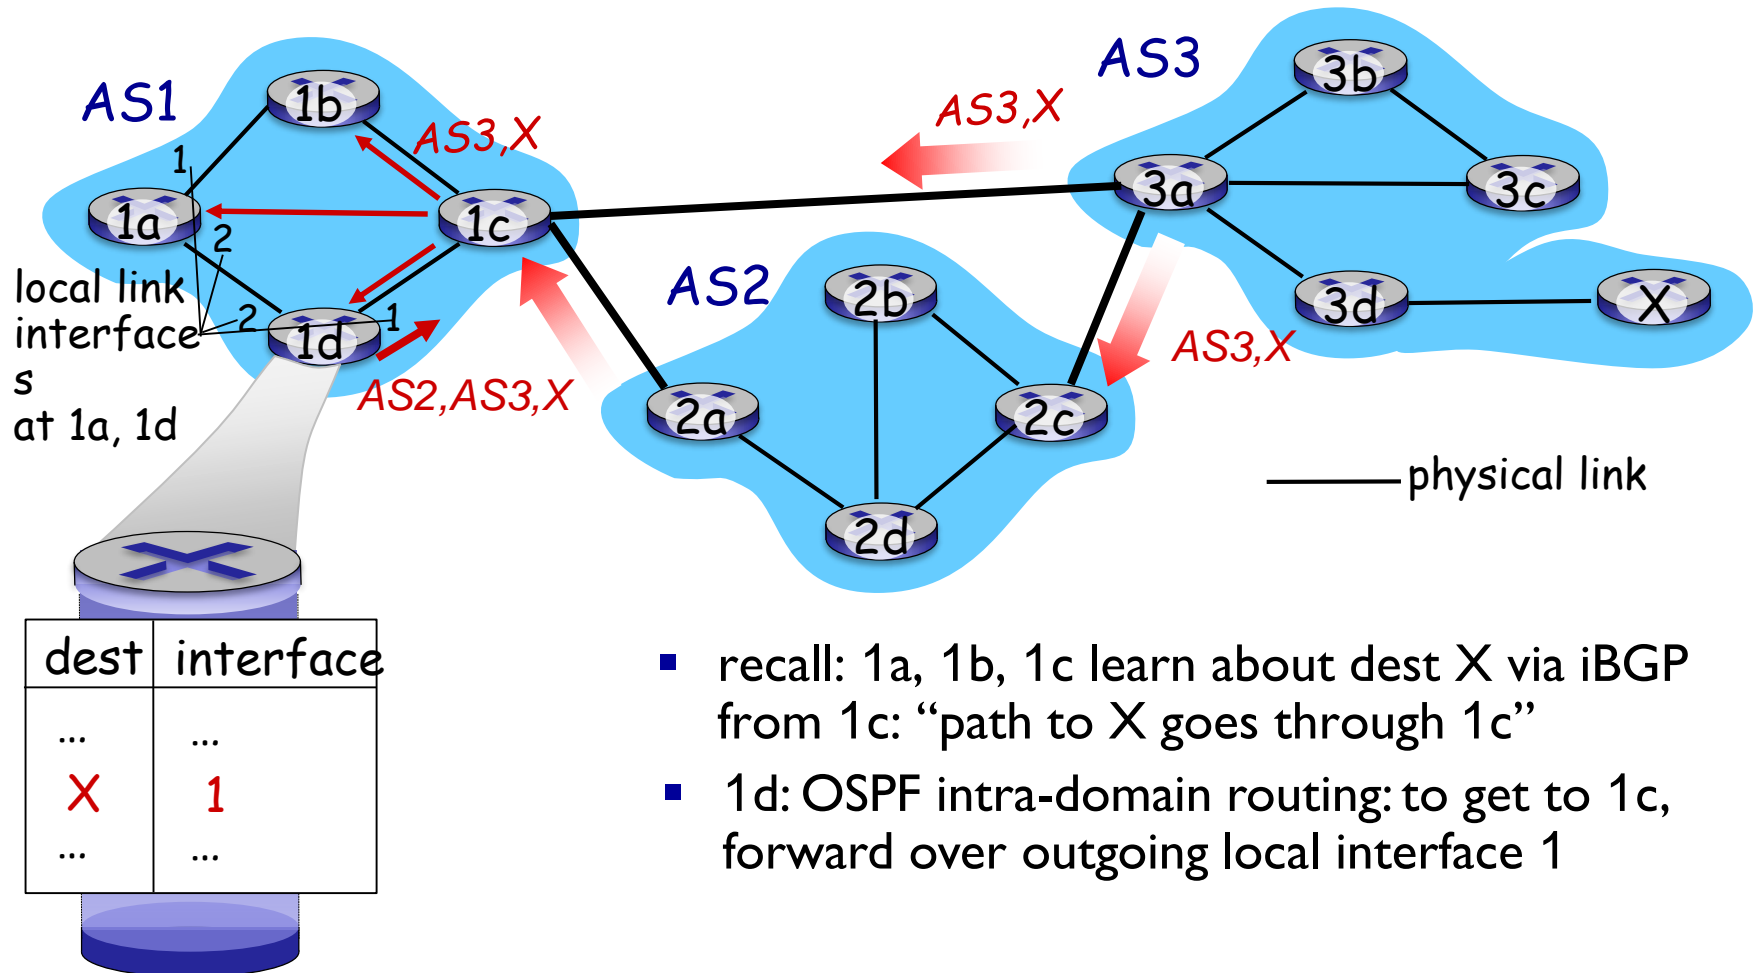 AS1
1b
AS3,X
1
1a
1c
2
local link
interface
s
at 1a, 1d
2
1
1d
AS2,AS3,X
AS3
3b
AS3,X
3a
3c
3d
X
AS2
2b
AS3,X
2a
2c
2d
physical link
dest interface
... ...
X 1
... ...
▪ recall: 1a, 1b, 1c learn about dest X via iBGP
from 1c: “path to X goes through 1c”
▪ 1d: OSPF intra-domain routing: to get to 1c,
forward over outgoing local interface 1